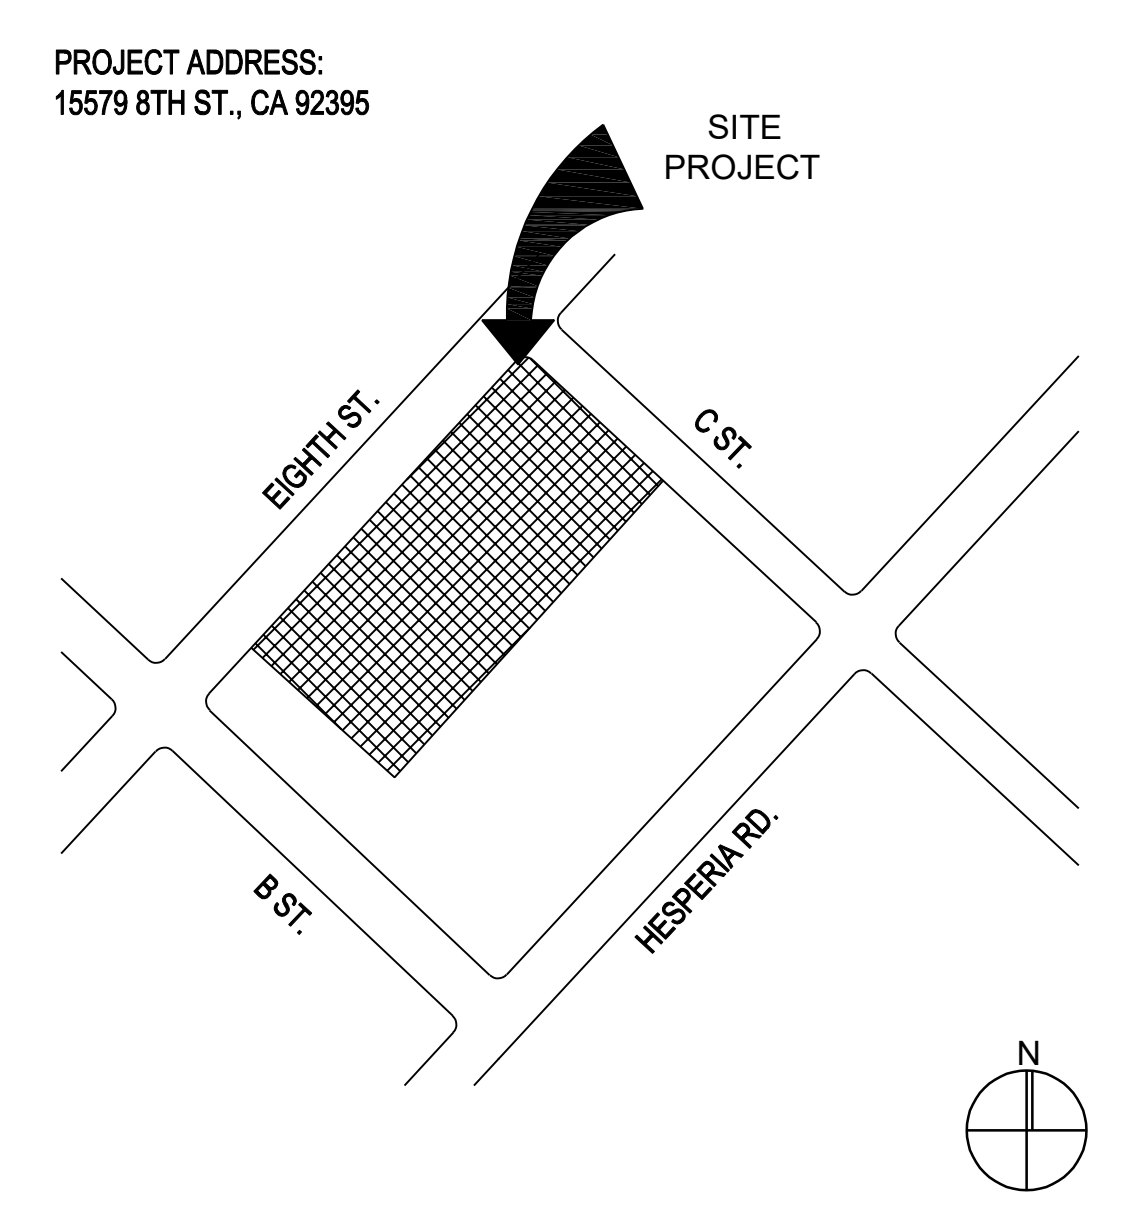 PROJECT ADDRESS:
15579 8TH ST., CA 92395
SITE
PROJECT
EIGHTH ST.
C ST.
B ST.
HESPERIA RD.
N